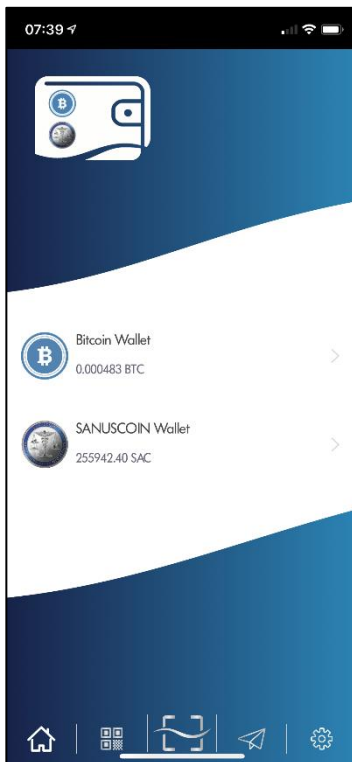 07:39
Bitcoin Wallet
0.000483 BTC
SANUSCOIN Wallet
255942.40 SAC